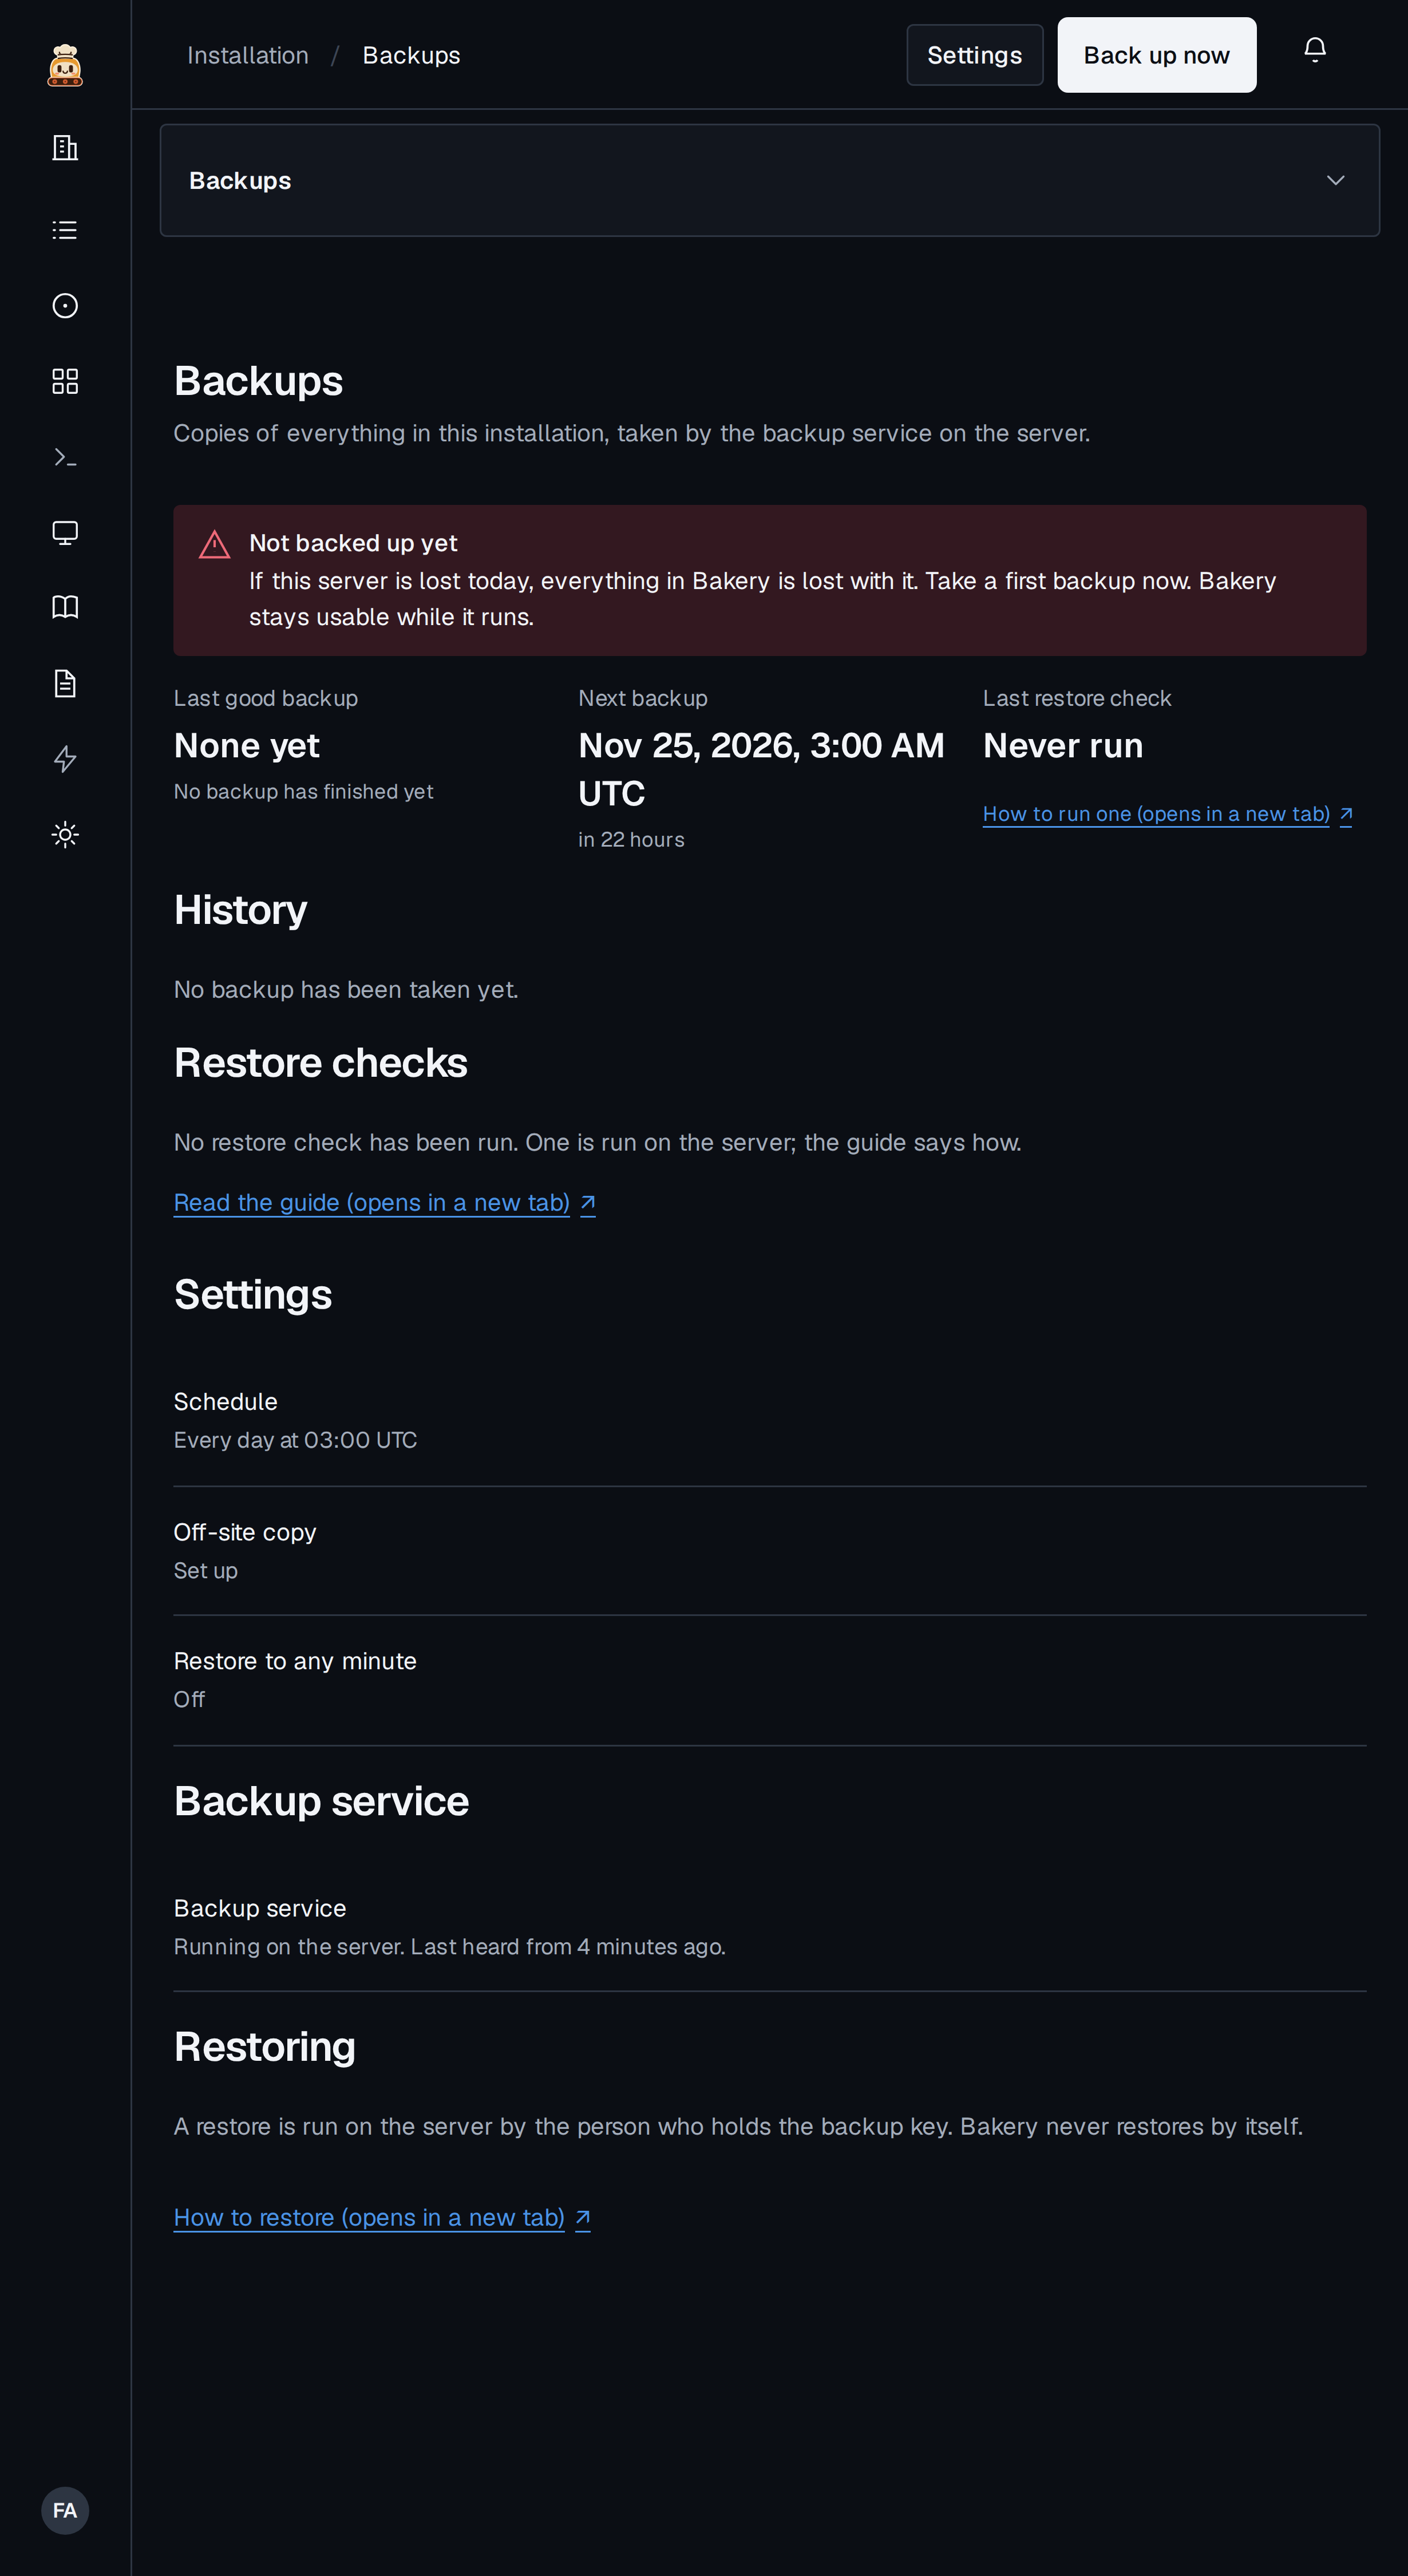 Installation / Backups
Settings
Back up now
Backups
Backups
Copies of everything in this installation, taken by the backup service on the server.
Not backed up yet
If this server is lost today, everything in Bakery is lost with it. Take a first backup now. Bakery
stays usable while it runs.
Last good backup
None yet
No backup has finished yet
Next backup
Nov 25, 2026, 3:00 AM
UTC
in 22 hours
Last restore check
Never run
How to run one (opens in a new tab)
History
No backup has been taken yet.
Restore checks
No restore check has been run. One is run on the server; the guide says how.
Read the guide (opens in a new tab)
Settings
Schedule
Every day at 03:00 UTC
Off-site copy
Set up
Restore to any minute
Off
Backup service
Backup service
Running on the server. Last heard from 4 minutes ago.
Restoring
A restore is run on the server by the person who holds the backup key. Bakery never restores by itself.
How to restore (opens in a new tab)
FA